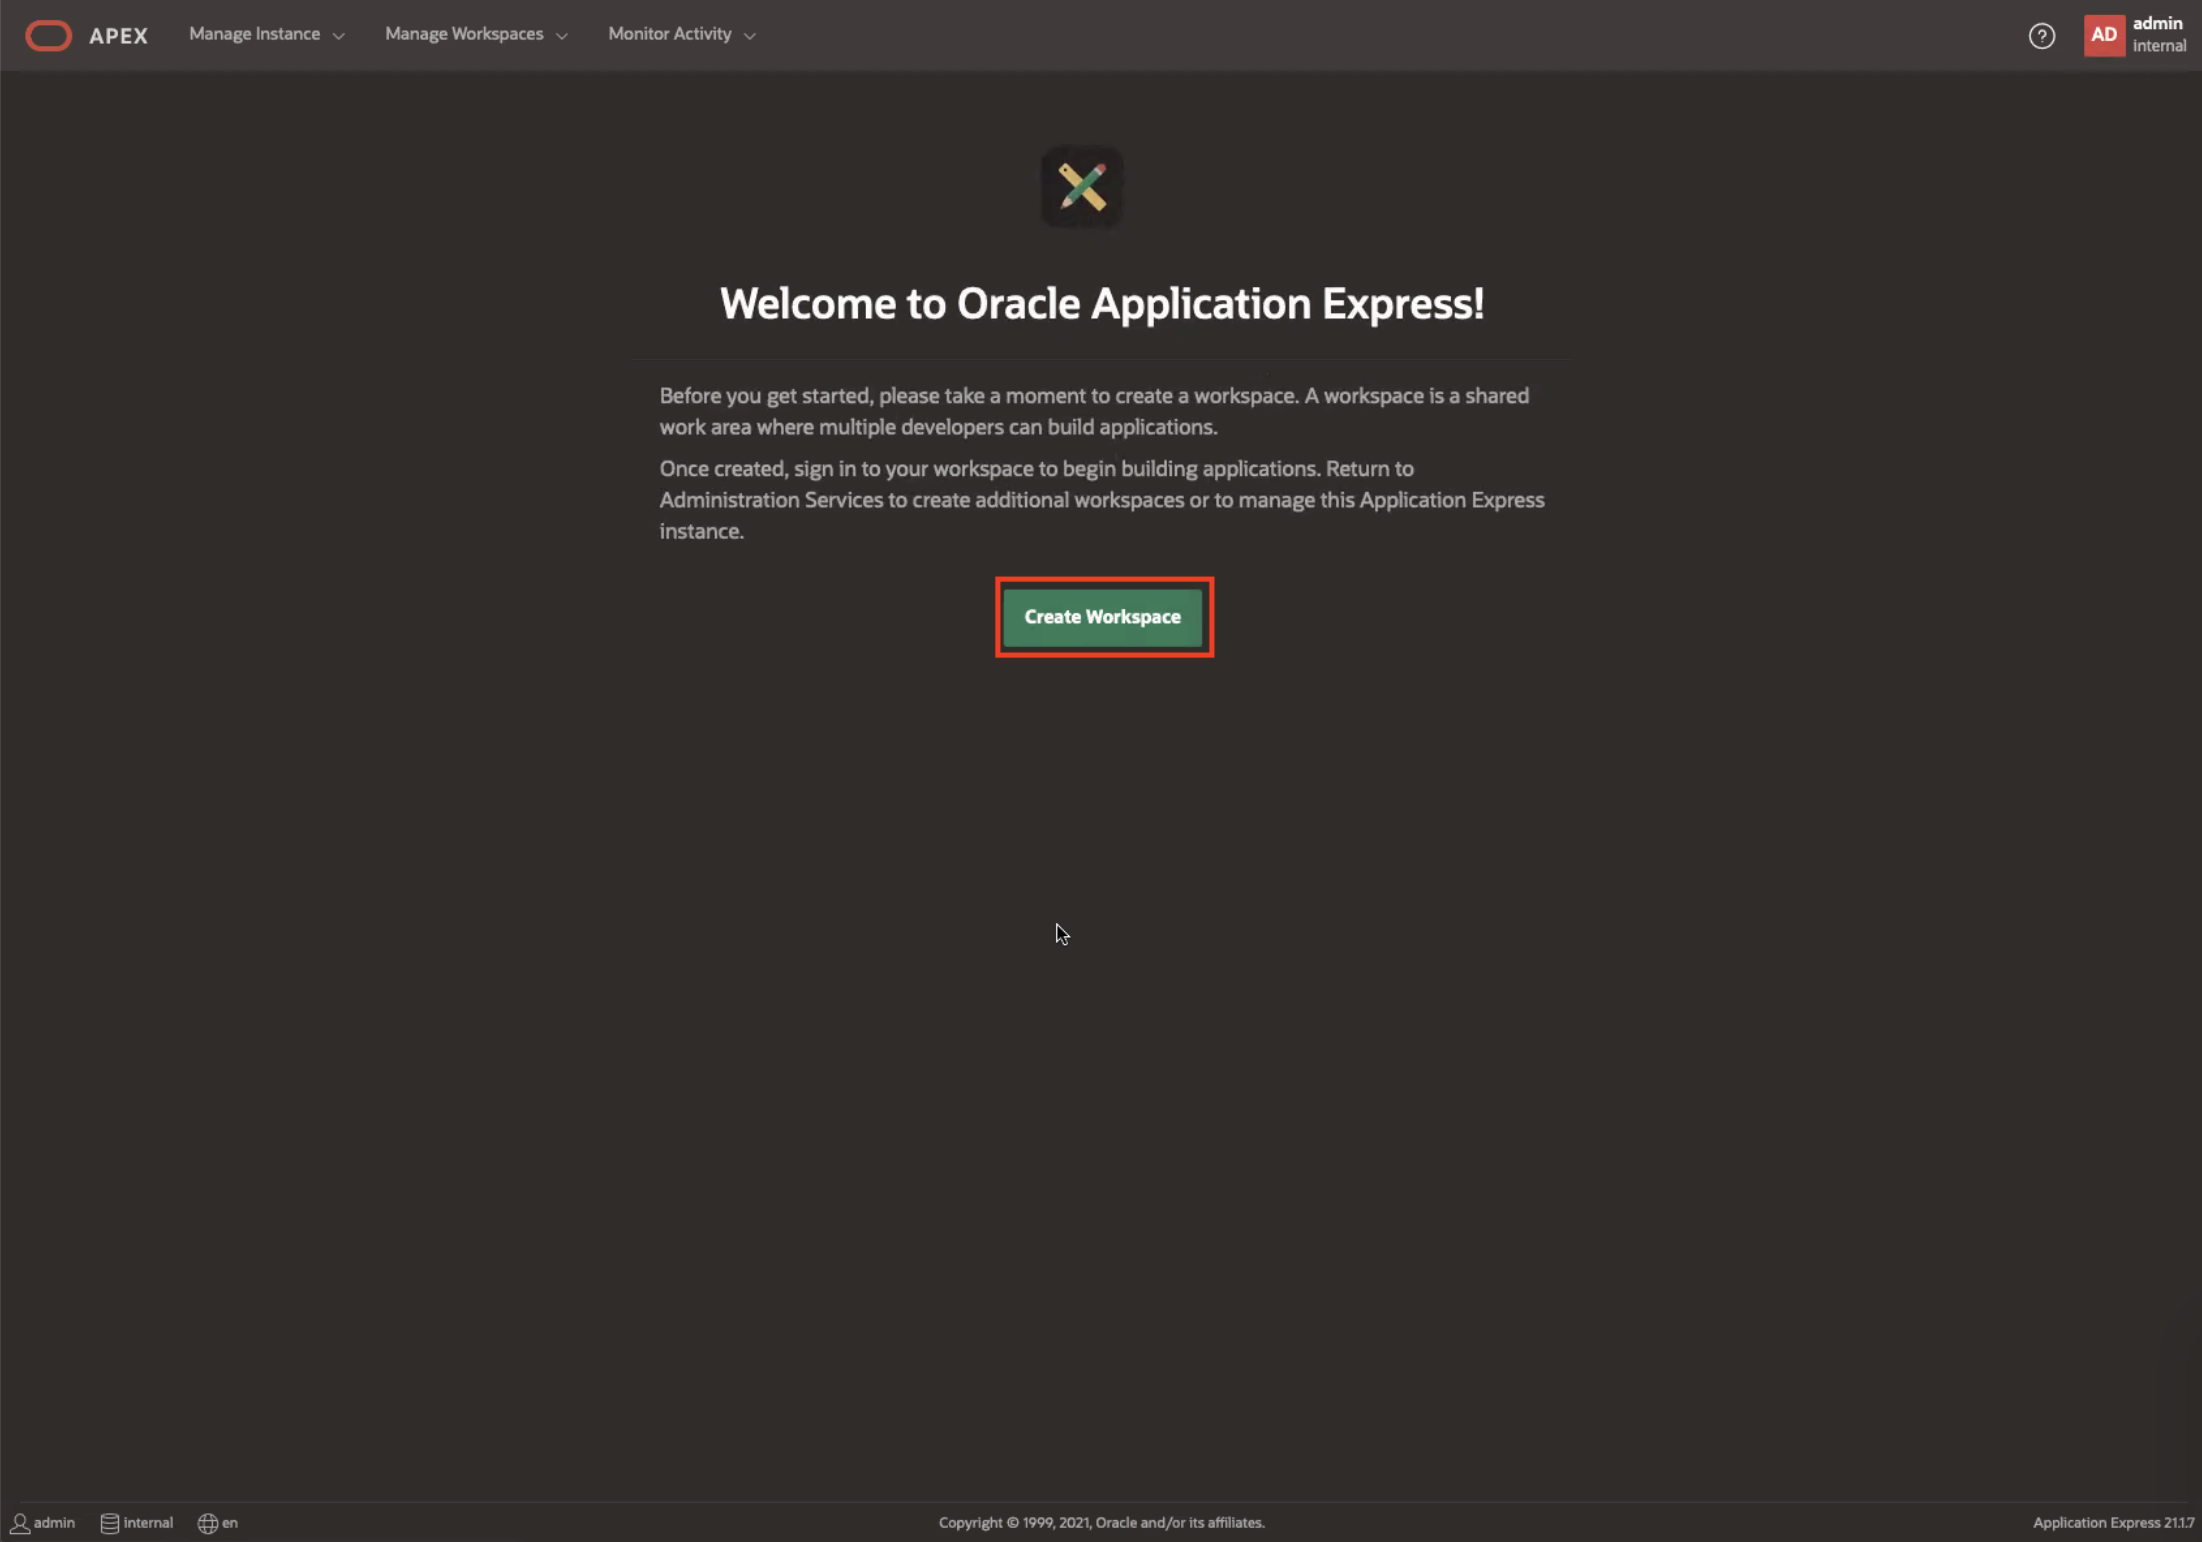 APEX Manage Instance Manage Workspaces Monitor Activity ? AD admin
internal
Welcome to Oracle Application Express!
Before you get started, please take a moment to create a workspace. A workspace is a shared
work area where multiple developers can build applications.
Once created, sign in to your workspace to begin building applications. Return to
Administration Services to create additional workspaces or to manage this Application Express
instance.
Create Workspace
admin internal en Copyright © 1999, 2021, Oracle and/or its affiliates. Application Express 21.1.7